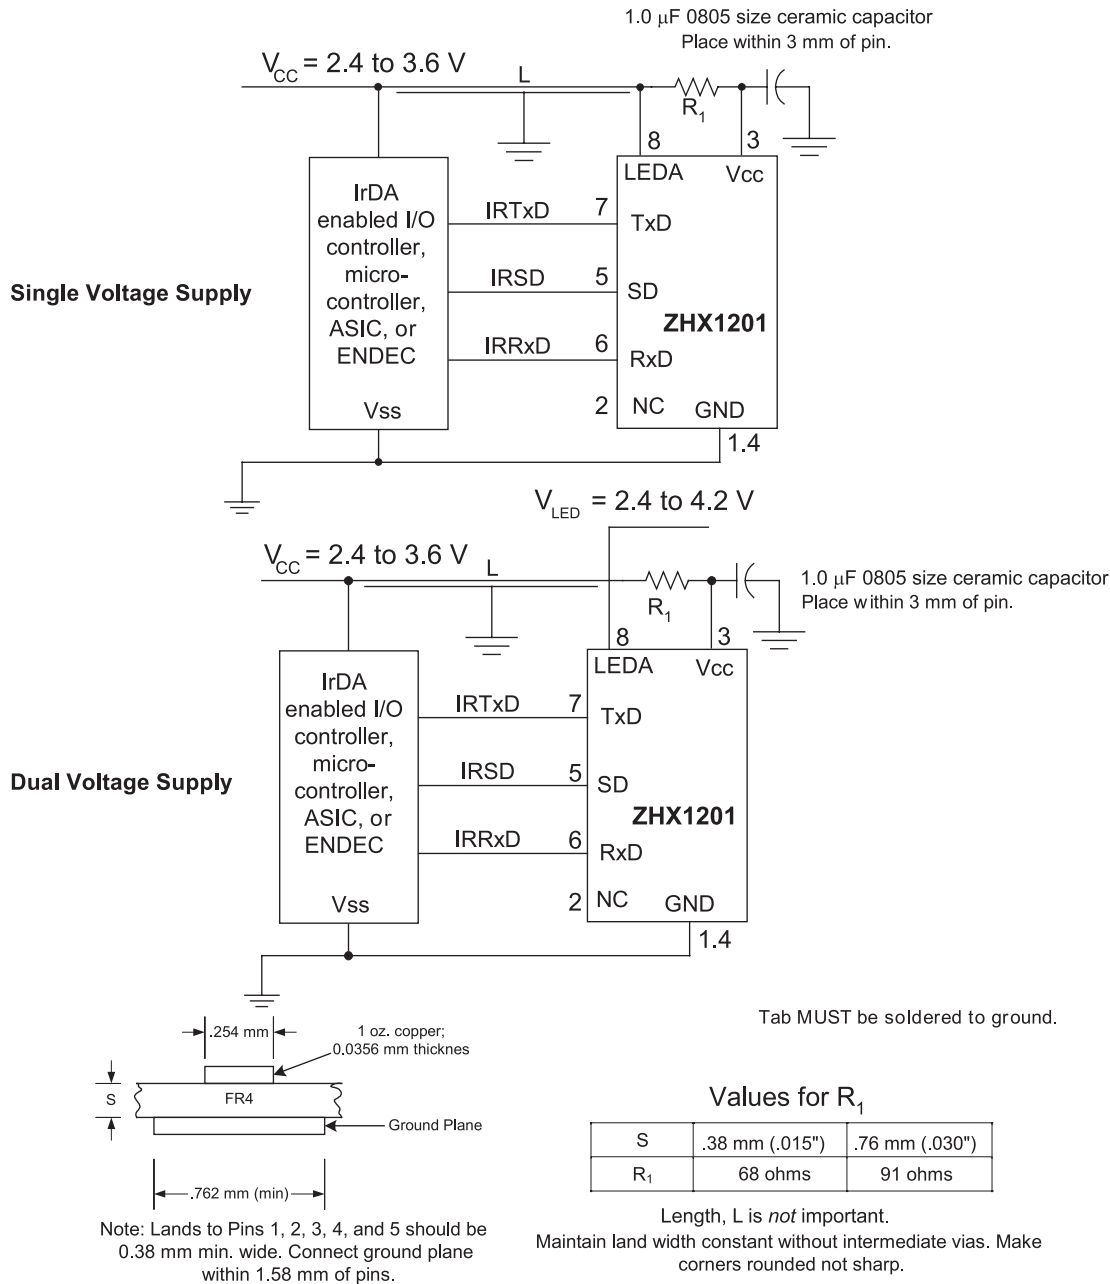 1.0 μF 0805 size ceramic capacitor
Place within 3 mm of pin.
VCC = 2.4 to 3.6 V
L
R1
8
3
LEDA
Vcc
IrDA
enabled I/O
controller,
micro-
controller,
ASIC, or
ENDEC
Vss
IRTxD
7
TxD
Single Voltage Supply
IRSD
5
SD
ZHX1201
IRRxD
6
RxD
2
NC
GND
1.4
VLED = 2.4 to 4.2 V
VCC = 2.4 to 3.6 V
L
R1
1.0 μF 0805 size ceramic capacitor
Place within 3 mm of pin.
8
3
LEDA
Vcc
IrDA
enabled I/O
controller,
micro-
controller,
ASIC, or
ENDEC
Vss
IRTxD
7
TxD
Dual Voltage Supply
IRSD
5
SD
ZHX1201
IRRxD
6
RxD
2
NC
GND
1.4
.254 mm
1 oz. copper;
0.0356 mm thicknes
S
FR4
Ground Plane
.762 mm (min)
Note: Lands to Pins 1, 2, 3, 4, and 5 should be
0.38 mm min. wide. Connect ground plane
within 1.58 mm of pins.
Tab MUST be soldered to ground.
Values for R1
S .38 mm (.015") .76 mm (.030")
R1 68 ohms 91 ohms
Length, L is not important.
Maintain land width constant without intermediate vias. Make
corners rounded not sharp.